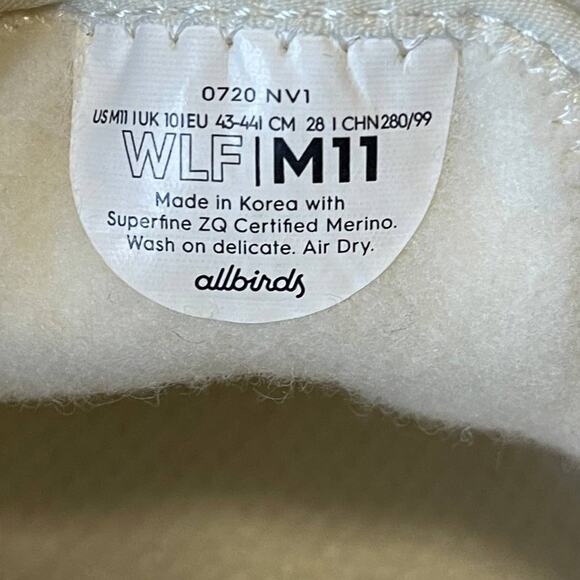 0720 NV1
US M11 | UK 10 | EU 43-44 | CM 28 | CHN 280/99
WLF | M11
Made in Korea with
Superfine ZQ Certified Merino.
Wash on delicate. Air Dry.
allbirds